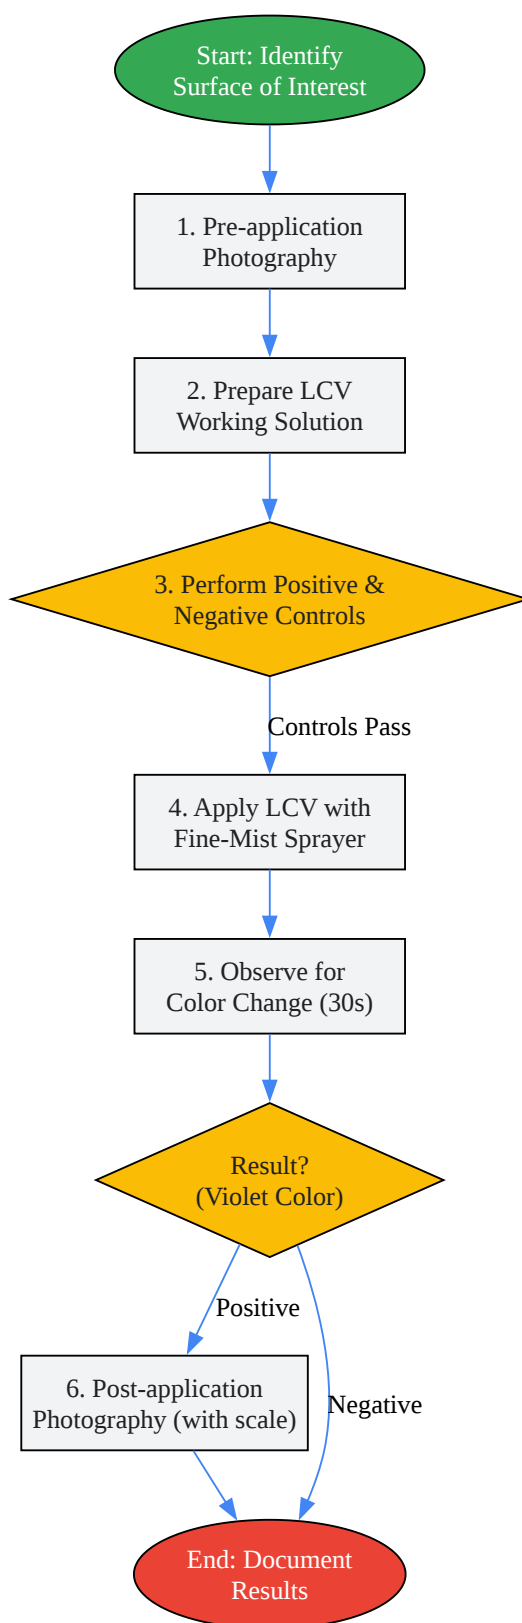 Start: Identify
Surface of Interest
1. Pre-application
Photography
2. Prepare LCV
Working Solution
3. Perform Positive &
Negative Controls
Controls Pass
4. Apply LCV with
Fine-Mist Sprayer
5. Observe for
Color Change (30s)
Result?
(Violet Color)
Positive
6. Post-application
Photography (with scale)
Negative
End: Document
Results